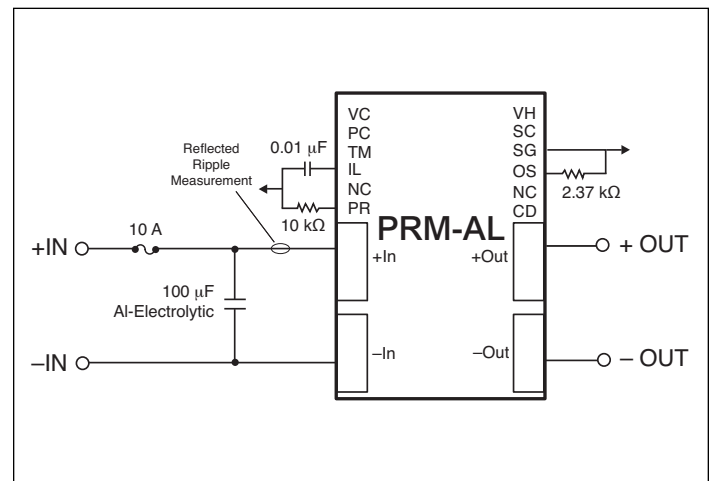 VC
PC
TM
IL
NC
PR
VH
SC
SG
OS
NC
CD
Reflected
Ripple
Measurement
0.01 μF
10 kΩ
2.37 kΩ
PRM-AL
10 A
+IN
+In
+Out
+ OUT
100 μF
Al-Electrolytic
–IN
–In
–Out
– OUT